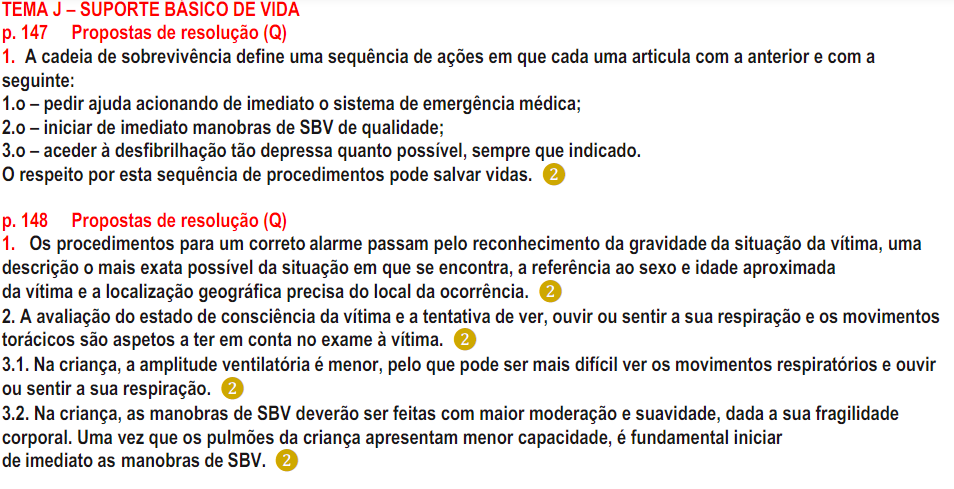 TEMA J – SUPORTE BÁSICO DE VIDA
p. 147 Propostas de resolução (Q)
1. A cadeia de sobrevivência define uma sequência de ações em que cada uma articula com a anterior e com a
seguinte:
1.o – pedir ajuda acionando de imediato o sistema de emergência médica;
2.o – iniciar de imediato manobras de SBV de qualidade;
3.o – aceder à desfibrilhação tão depressa quanto possível, sempre que indicado.
O respeito por esta sequência de procedimentos pode salvar vidas. 2
p. 148 Propostas de resolução (Q)
1. Os procedimentos para um correto alarme passam pelo reconhecimento da gravidade da situação da vítima, uma
descrição o mais exata possível da situação em que se encontra, a referência ao sexo e idade aproximada
da vítima e a localização geográfica precisa do local da ocorrência. 2
2. A avaliação do estado de consciência da vítima e a tentativa de ver, ouvir ou sentir a sua respiração e os movimentos
torácicos são aspetos a ter em conta no exame à vítima. 2
3.1. Na criança, a amplitude ventilatória é menor, pelo que pode ser mais difícil ver os movimentos respiratórios e ouvir
ou sentir a sua respiração. 2
3.2. Na criança, as manobras de SBV deverão ser feitas com maior moderação e suavidade, dada a sua fragilidade
corporal. Uma vez que os pulmões da criança apresentam menor capacidade, é fundamental iniciar
de imediato as manobras de SBV. 2